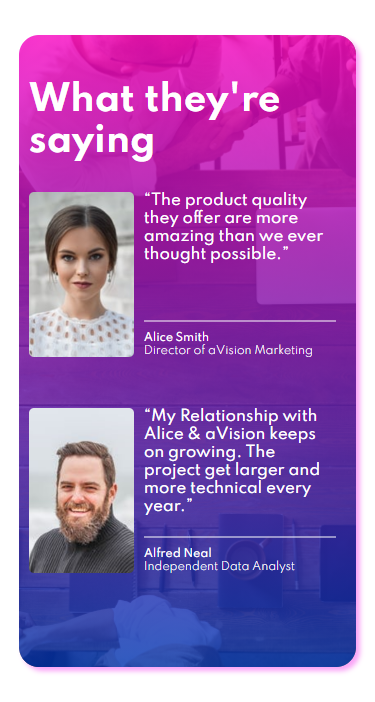 What they're
saying
“The product quality
they offer are more
amazing than we ever
thought possible.”
Alice Smith
Director of aVision Marketing
“My Relationship with
Alice & aVision keeps
on growing. The
project get larger and
more technical every
year.”
Alfred Neal
Independent Data Analyst